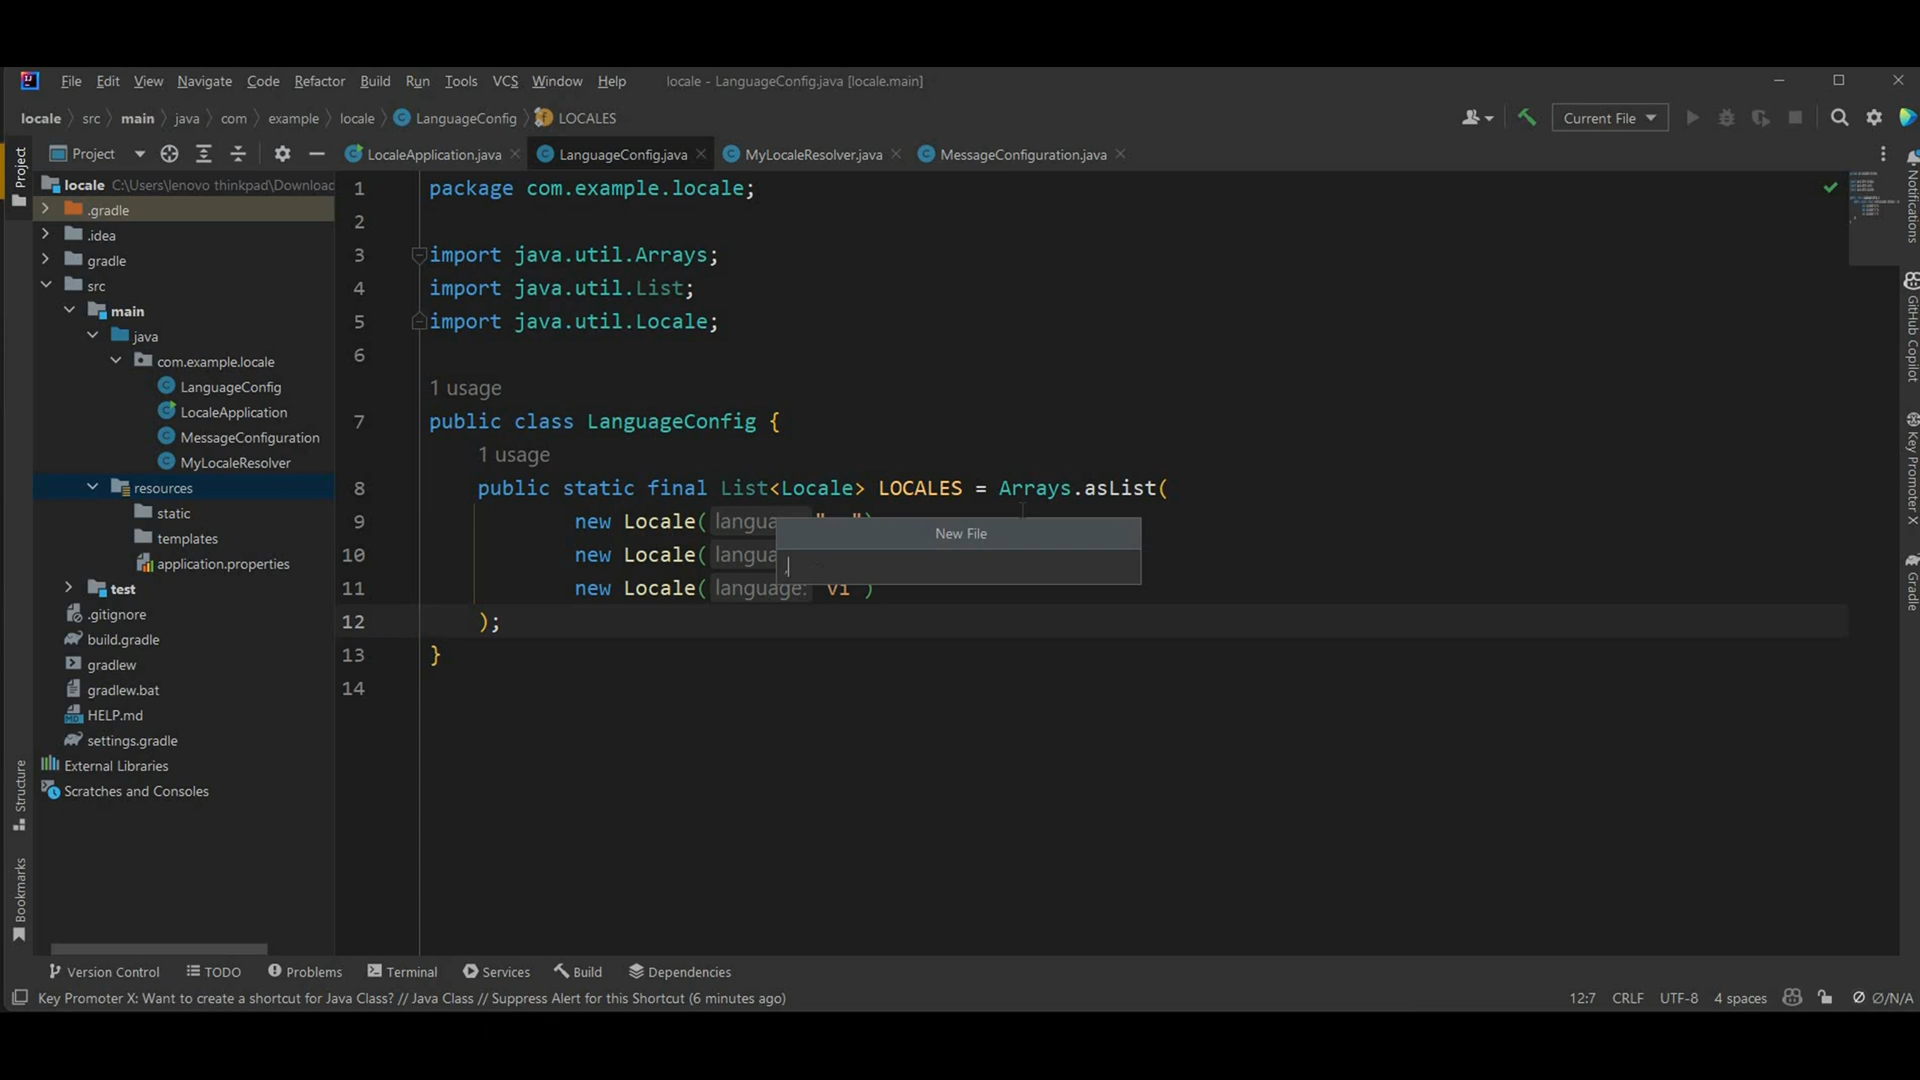 File Edit View Navigate Code Refactor Build Run Tools VCS Window Help locale - LanguageConfig.java [locale.main]
locale src main java com example locale LanguageConfig LOCALES Current File
Project LocaleApplication.java LanguageConfig.java MyLocaleResolver.java MessageConfiguration.java
locale C:\Users\lenovo thinkpad\Download
.gradle
.idea
gradle
src
main
java
com.example.locale
LanguageConfig
LocaleApplication
MessageConfiguration
MyLocaleResolver
resources
static
templates
application.properties
test
.gitignore
build.gradle
gradlew
gradlew.bat
HELP.md
settings.gradle
External Libraries
Scratches and Consoles
1 package com.example.locale;
2
3 import java.util.Arrays;
4 import java.util.List;
5 import java.util.Locale;
6
1 usage
7 public class LanguageConfig {
1 usage
8 public static final List<Locale> LOCALES = Arrays.asList(
9 new Locale( langua
10 new Locale( langua
11 new Locale( language: vi )
12 );
13 }
14
New File
Project
Structure
Bookmarks
Notifications
GitHub Copilot
Key Promoter X
Gradle
Version Control TODO Problems Terminal Services Build Dependencies
Key Promoter X: Want to create a shortcut for Java Class? // Java Class // Suppress Alert for this Shortcut (6 minutes ago) 12:7 CRLF UTF-8 4 spaces Ø/N/A